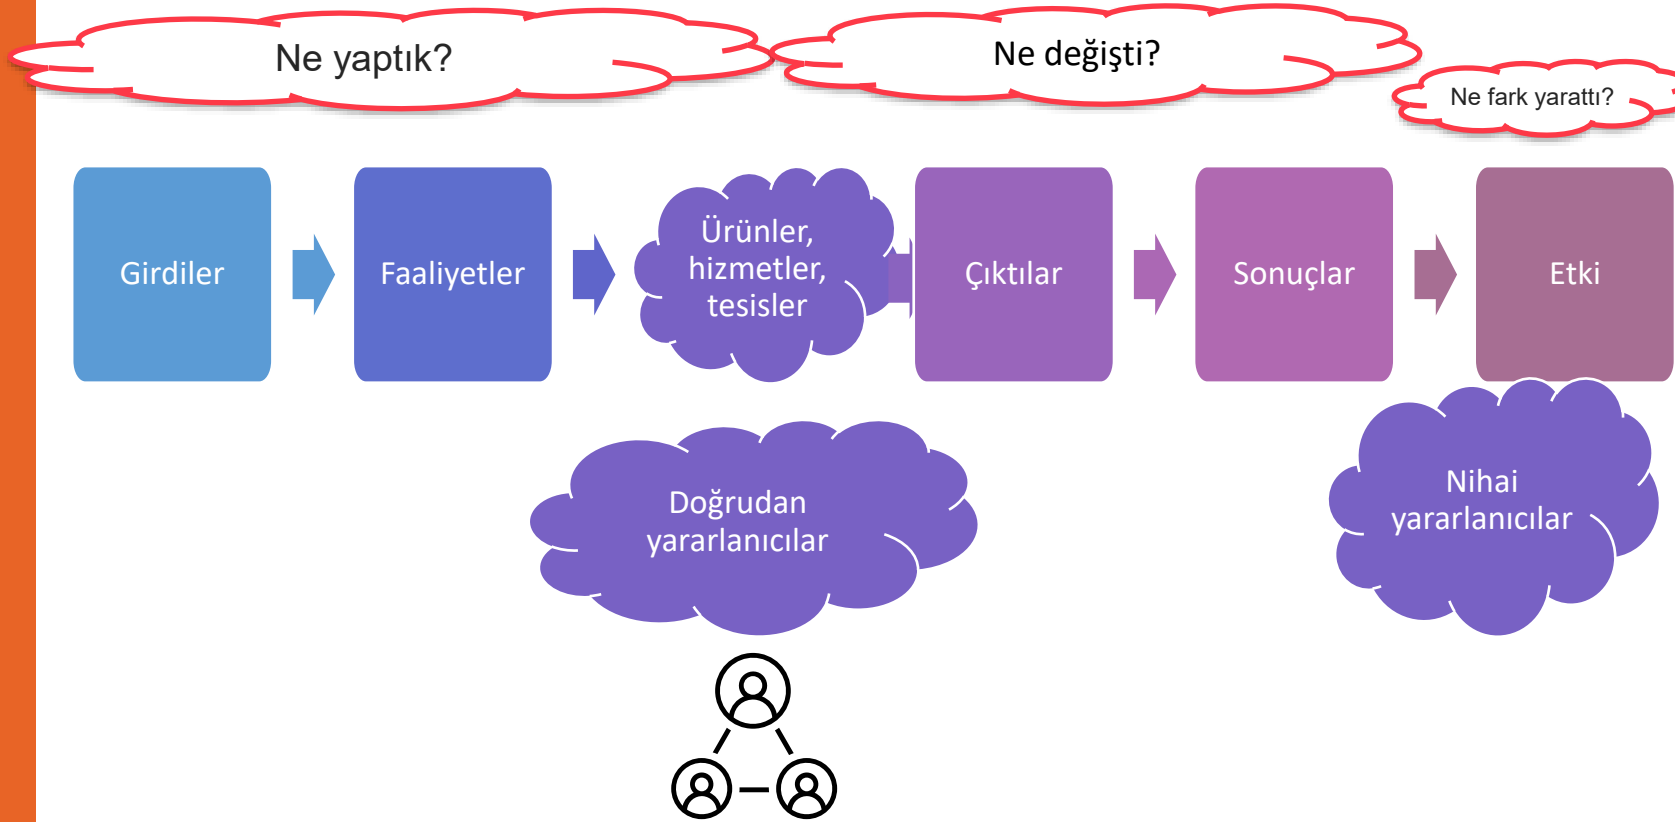 Ne yaptık?
Ne değişti?
Ne fark yarattı?
Girdiler
Faaliyetler
Ürünler,
hizmetler,
tesisler
Çıktılar
Sonuçlar
Etki
Doğrudan
yararlanıcılar
Nihai
yararlanıcılar